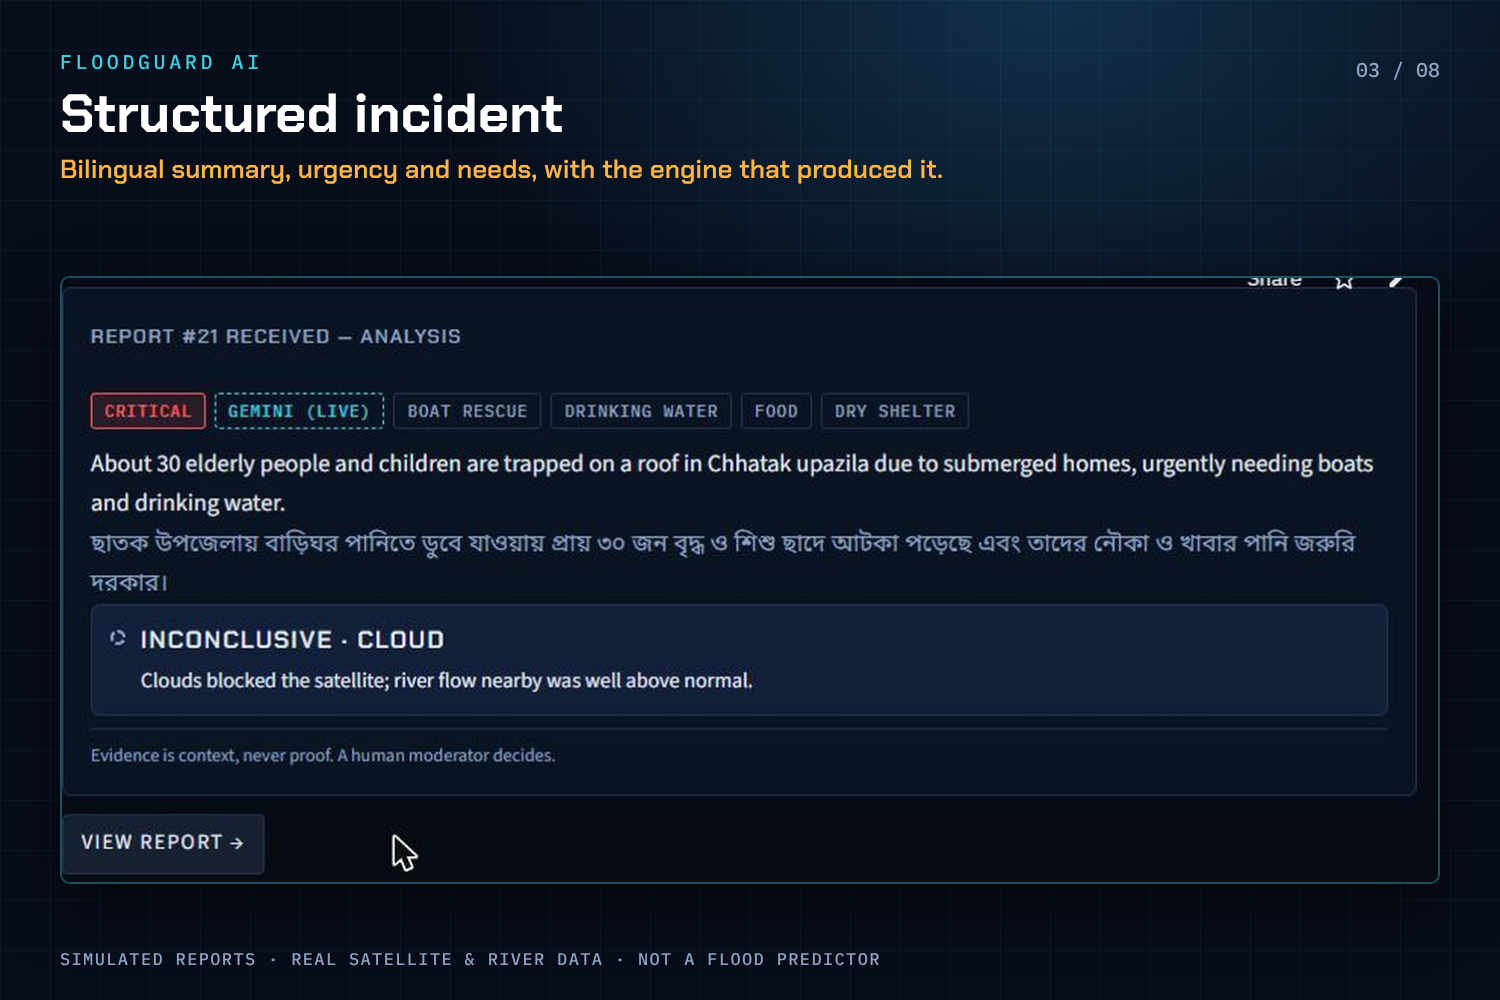 FLOODGUARD AI
03 / 08
Structured incident
Bilingual summary, urgency and needs, with the engine that produced it.
Share
REPORT #21 RECEIVED — ANALYSIS
CRITICAL GEMINI (LIVE) BOAT RESCUE DRINKING WATER FOOD DRY SHELTER
About 30 elderly people and children are trapped on a roof in Chhatak upazila due to submerged homes, urgently needing boats
and drinking water.
ছাতক উপজেলায় বাড়িঘর পানিতে ডুবে যাওয়ায় প্রায় ৩০ জন বৃদ্ধ ও শিশু ছাদে আটকা পড়েছে এবং তাদের নৌকা ও খাবার পানি জরুরি
দরকার।
INCONCLUSIVE · CLOUD
Clouds blocked the satellite; river flow nearby was well above normal.
Evidence is context, never proof. A human moderator decides.
VIEW REPORT →
SIMULATED REPORTS · REAL SATELLITE & RIVER DATA · NOT A FLOOD PREDICTOR